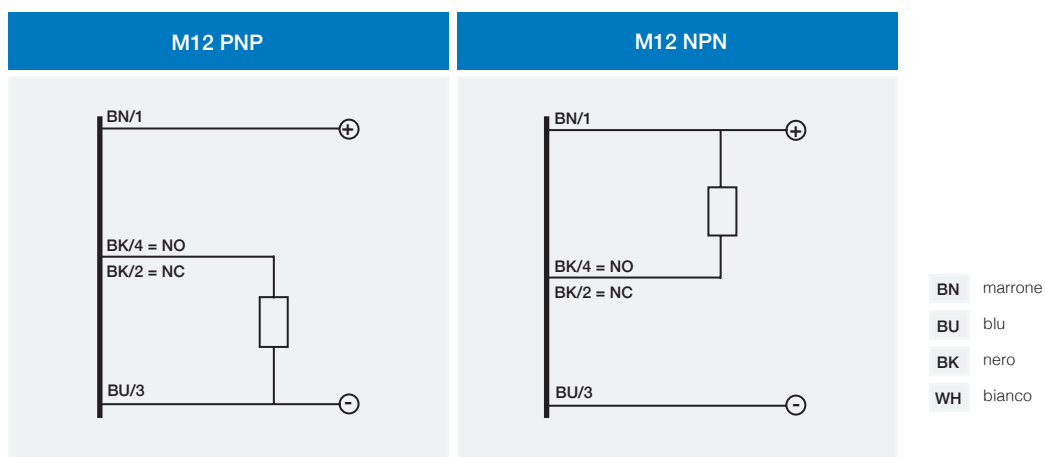 M12 PNP
BN/1
+
BK/4 = NO
BK/2 = NC
BU/3
-
M12 NPN
BN/1
+
BK/4 = NO
BK/2 = NC
BU/3
-
BN marrone
BU blu
BK nero
WH bianco